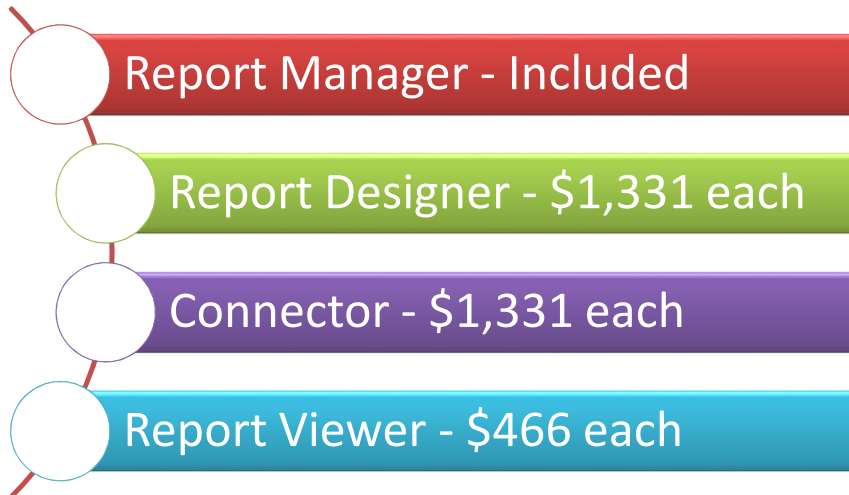 Report Manager - Included
Report Designer - $1,331 each
Connector - $1,331 each
Report Viewer - $466 each